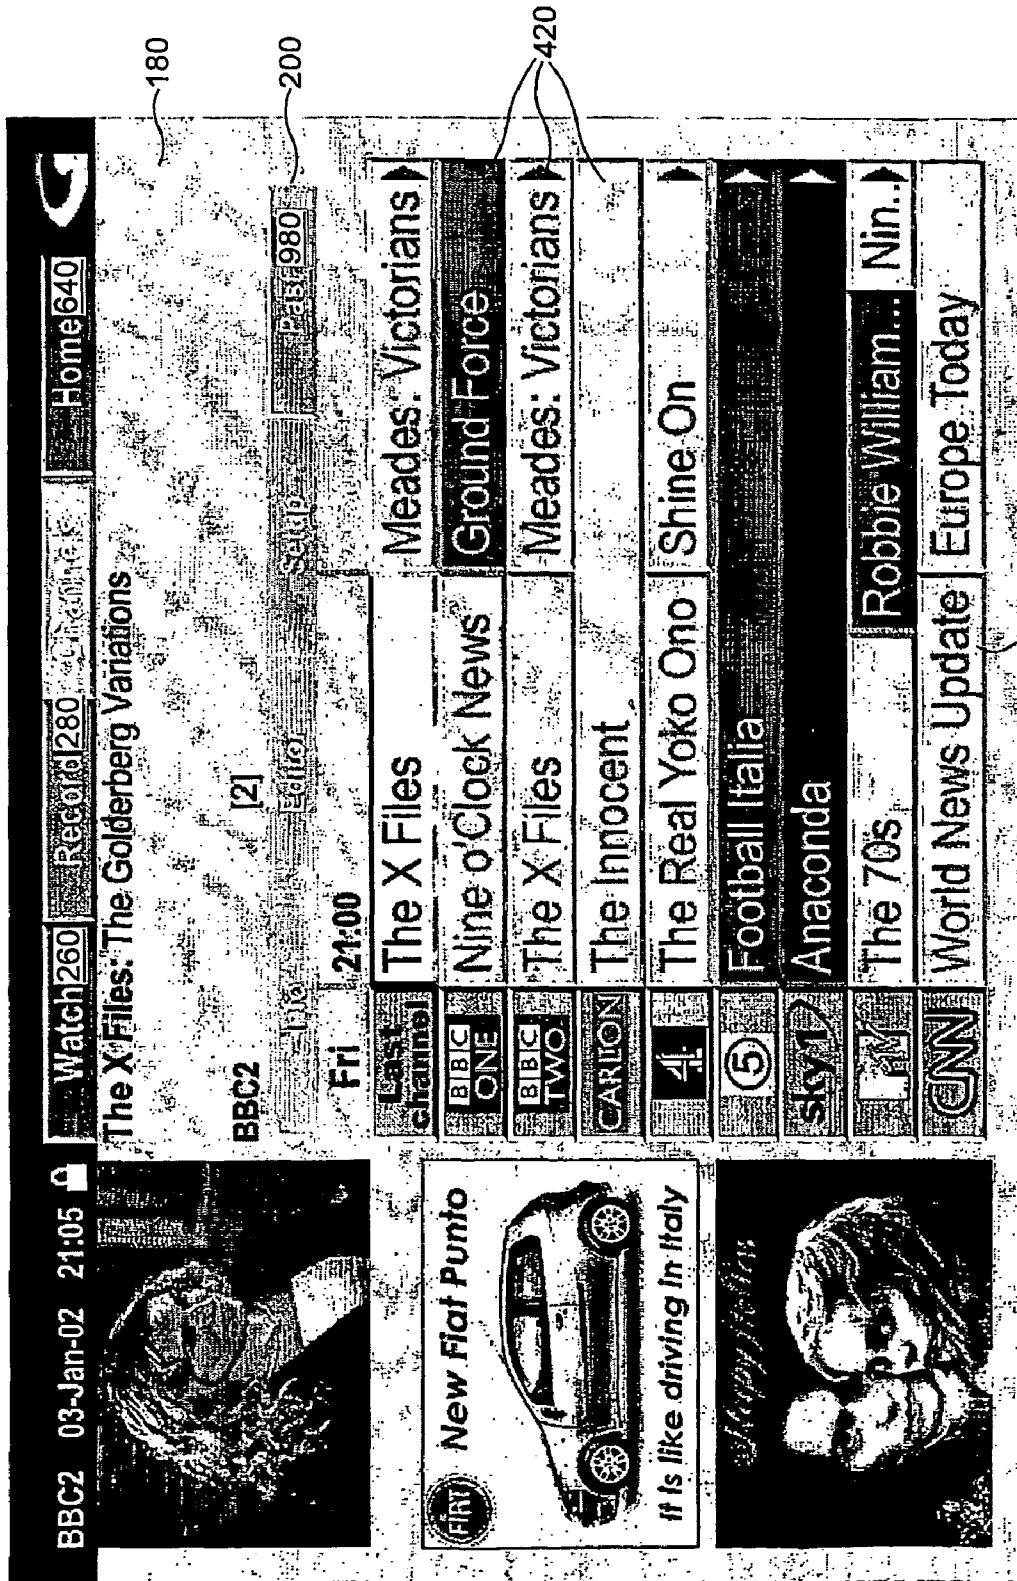 BBC2 03-Jan-02 21:05
Watch 260 Record 280 Home 640
The X Files: The Golderberg Variations
BBC2 [2]
180
Info Editor Setup Past 980
200
Fri 21:00
Last channel The X Files Meades: Victorians
BBC ONE Nine o'Clock News Ground Force
BBC TWO The X Files Meades: Victorians
420
CARLTON The Innocent
4 The Real Yoko Ono Shine On
5 Football Italia
sky1 Anaconda
The 70s Robbie William... Nin..
CNN World News Update Europe Today
FIAT New Fiat Punto
It is like driving in Italy